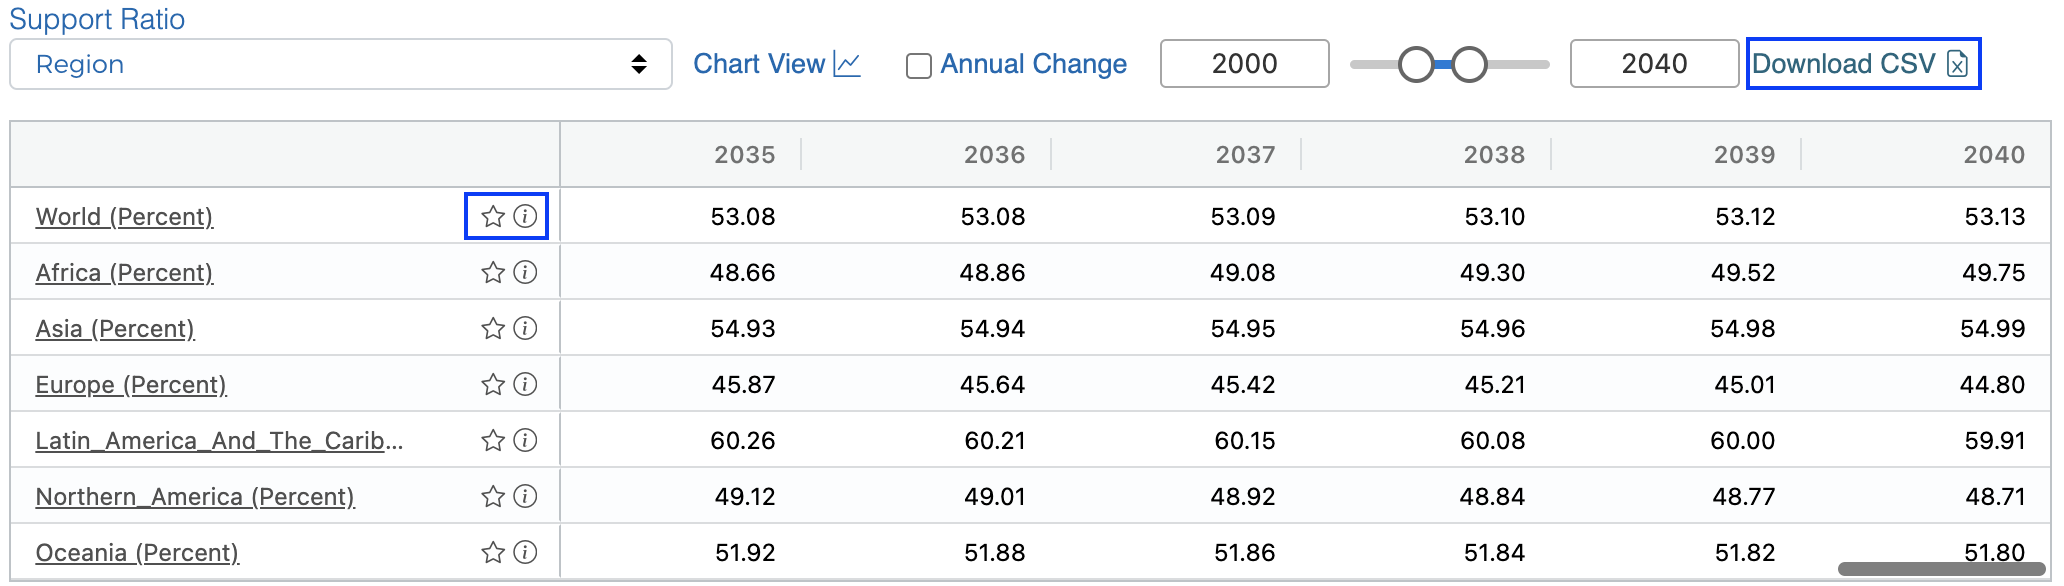 Support Ratio
Region Chart View Annual Change 2000 2040 Download CSV
2035 2036 2037 2038 2039 2040
World (Percent) 53.08 53.08 53.09 53.10 53.12 53.13
Africa (Percent) 48.66 48.86 49.08 49.30 49.52 49.75
Asia (Percent) 54.93 54.94 54.95 54.96 54.98 54.99
Europe (Percent) 45.87 45.64 45.42 45.21 45.01 44.80
Latin_America_And_The_Carib... 60.26 60.21 60.15 60.08 60.00 59.91
Northern_America (Percent) 49.12 49.01 48.92 48.84 48.77 48.71
Oceania (Percent) 51.92 51.88 51.86 51.84 51.82 51.80